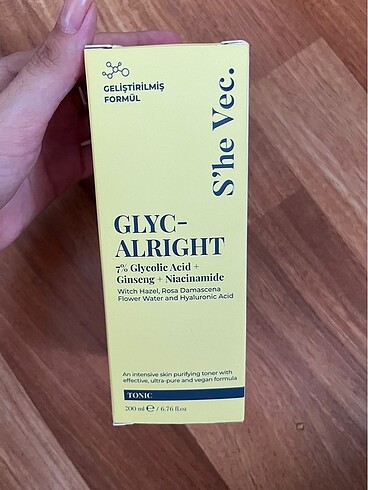 GELİŞTİRİLMİŞ
FORMÜL
S'he Vec.
GLYC-
ALRIGHT
7% Glycolic Acid +
Ginseng + Niacinamide
Witch Hazel, Rosa Damascena
Flower Water and Hyaluronic Acid
An intensive skin purifying toner with
effective, ultra-pure and vegan formula
TONIC
200 ml ℮ / 6.76 fl.oz